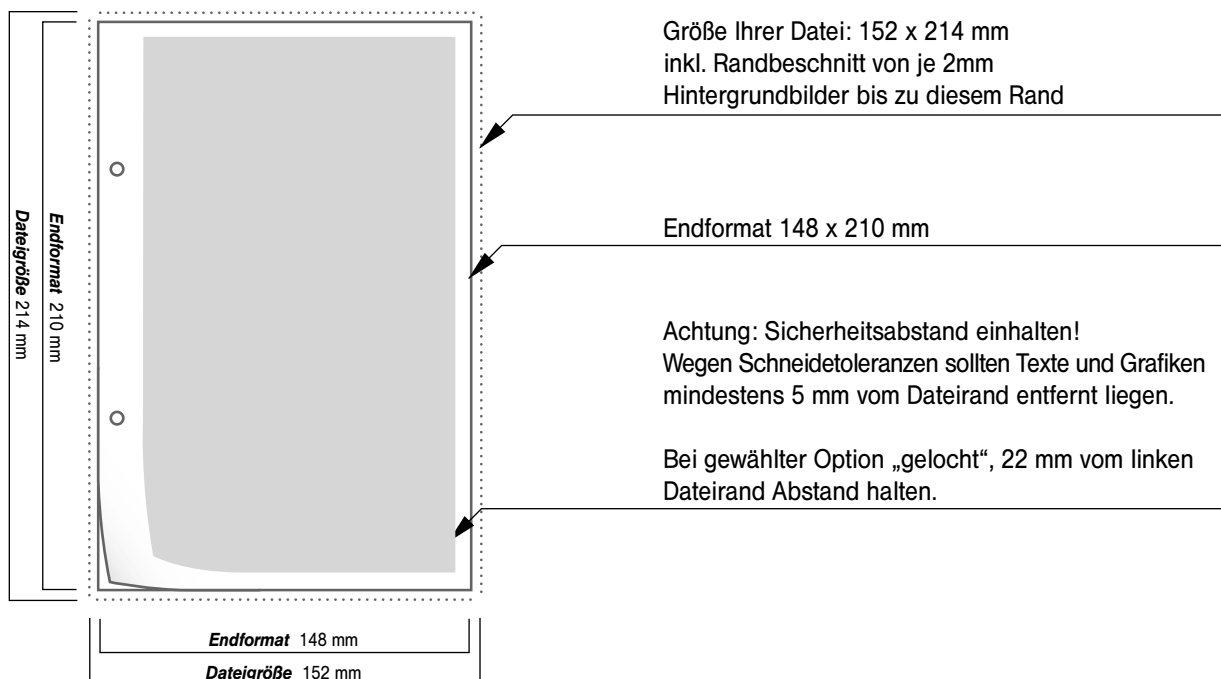 Größe Ihrer Datei: 152 x 214 mm
inkl. Randbeschnitt von je 2mm
Hintergrundbilder bis zu diesem Rand
Endformat 148 x 210 mm
Achtung: Sicherheitsabstand einhalten!
Wegen Schneidetoleranzen sollten Texte und Grafiken
mindestens 5 mm vom Dateirand entfernt liegen.
Bei gewählter Option „gelocht“, 22 mm vom linken
Dateirand Abstand halten.
Dateigröße 214 mm
Endformat 210 mm
Endformat 148 mm
Dateigröße 152 mm